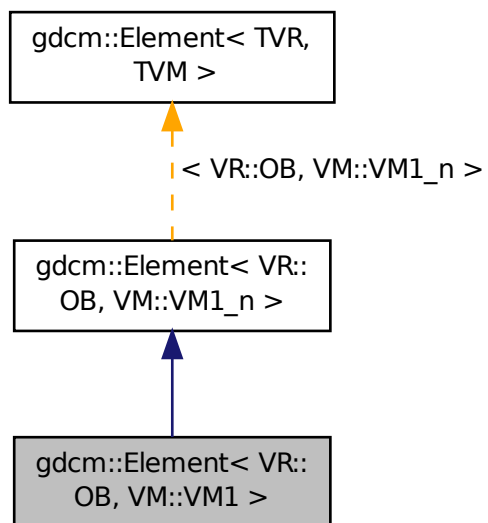 gdcm::Element< TVR,
TVM >
< VR::OB, VM::VM1_n >
gdcm::Element< VR::
OB, VM::VM1_n >
gdcm::Element< VR::
OB, VM::VM1 >